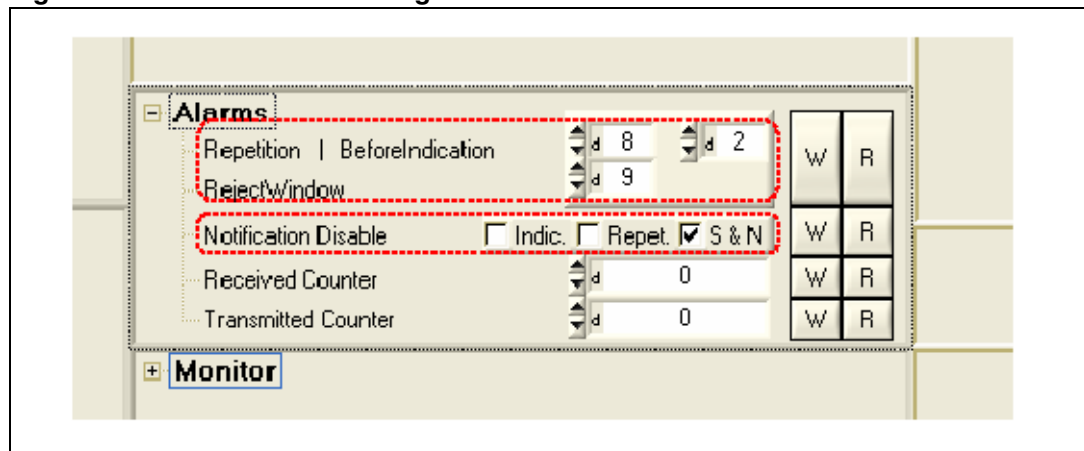 Alarms
Repetition | BeforeIndication d 8 d 2 W R
RejectWindow d 9
Notification Disable Indic. Repet. S & N W R
Received Counter d 0 W R
Transmitted Counter d 0 W R
Monitor